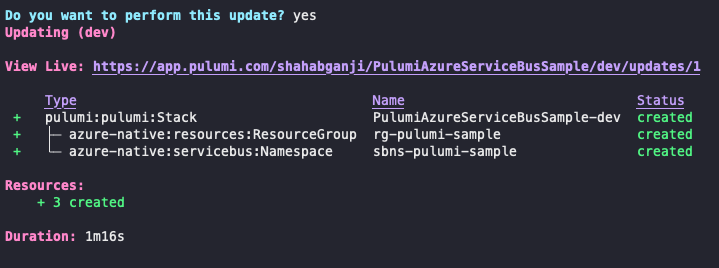 Do you want to perform this update? yes
Updating (dev)
View Live: https://app.pulumi.com/shahabganji/PulumiAzureServiceBusSample/dev/updates/1
Type Name Status
+ pulumi:pulumi:Stack PulumiAzureServiceBusSample-dev created
+ ├─ azure-native:resources:ResourceGroup rg-pulumi-sample created
+ └─ azure-native:servicebus:Namespace sbns-pulumi-sample created
Resources:
+ 3 created
Duration: 1m16s